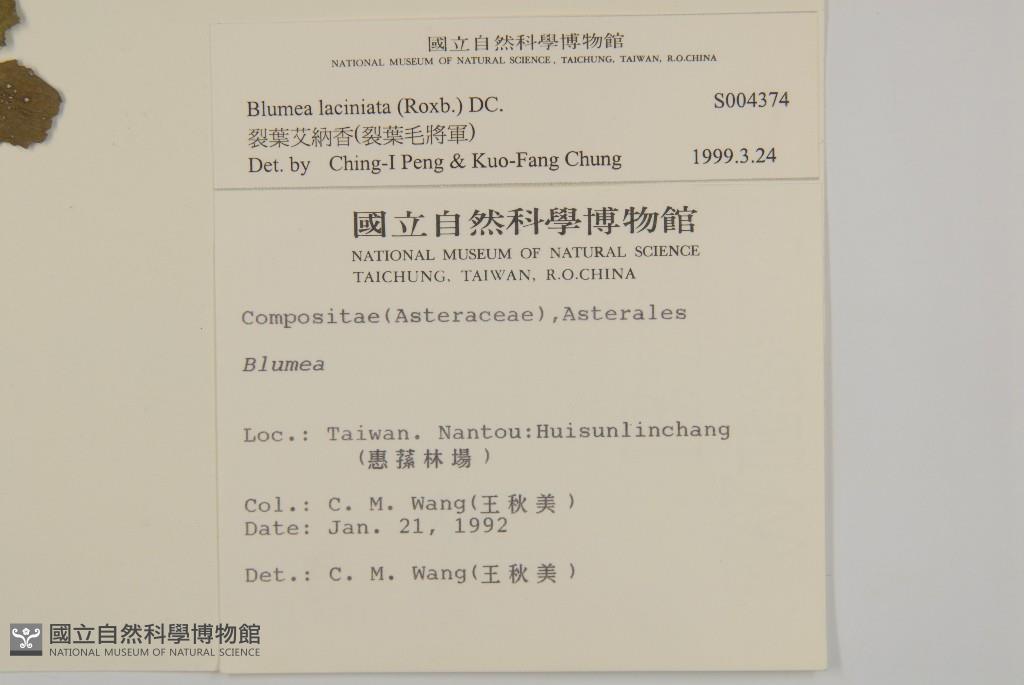 國立自然科學博物館
NATIONAL MUSEUM OF NATURAL SCIENCE, TAICHUNG, TAIWAN, R.O.CHINA
Blumea laciniata (Roxb.) DC. S004374
裂葉艾納香(裂葉毛將軍)
Det. by Ching-I Peng & Kuo-Fang Chung 1999.3.24
國立自然科學博物館
NATIONAL MUSEUM OF NATURAL SCIENCE
TAICHUNG, TAIWAN, R.O.CHINA
Compositae(Asteraceae),Asterales
Blumea
Loc.: Taiwan. Nantou:Huisunlinchang
(惠蓀林場)
Col.: C. M. Wang(王秋美)
Date: Jan. 21, 1992
Det.: C. M. Wang(王秋美)
國立自然科學博物館
NATIONAL MUSEUM OF NATURAL SCIENCE